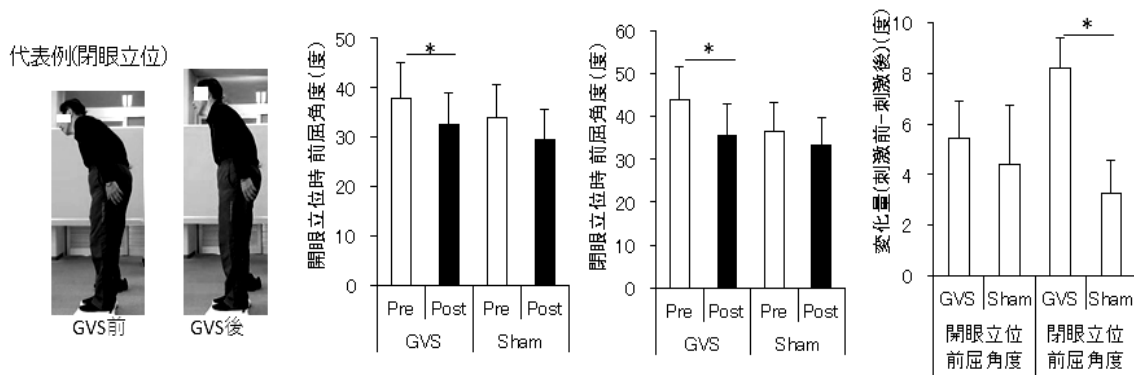 代表例(閉眼立位)
GVS前
GVS後
開眼立位時 前屈角度(度)
50
40
30
20
10
0
*
Pre Post Pre Post
GVS Sham
閉眼立位時 前屈角度(度)
60
50
40
30
20
10
0
*
Pre Post Pre Post
GVS Sham
変化量(刺激前-刺激後)(度)
10
8
6
4
2
0
*
GVS Sham GVS Sham
開眼立位 閉眼立位
前屈角度 前屈角度